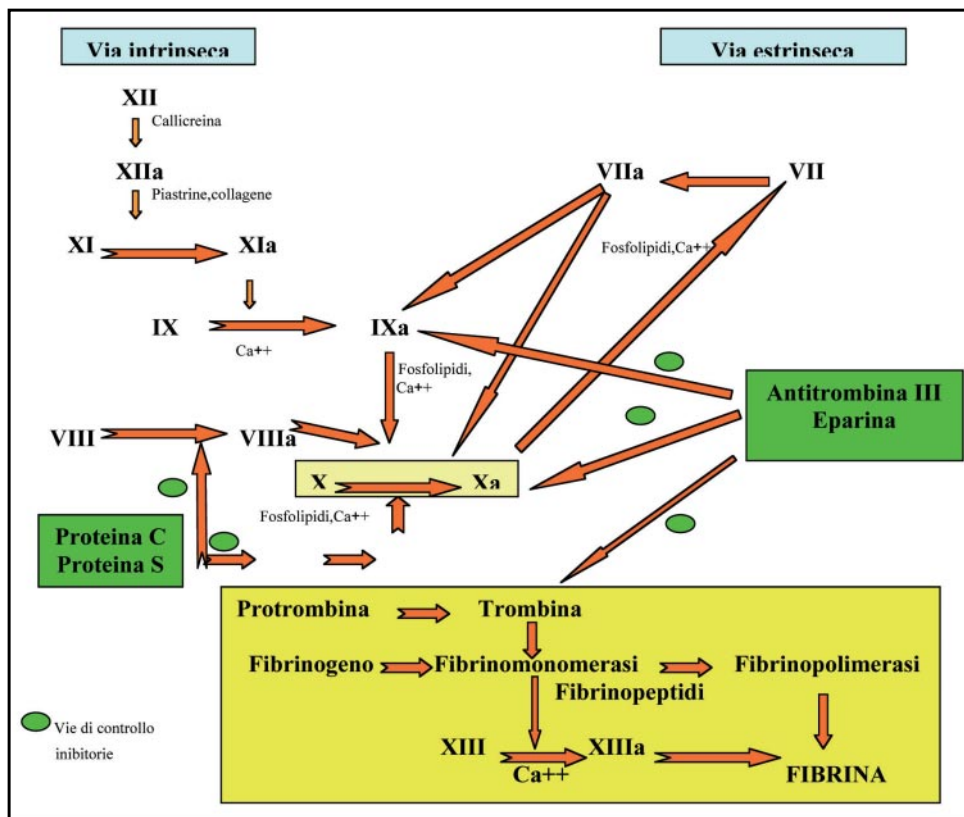 Via intrinseca
Via estrinseca
XII
Callicreina
XIIa
Piastrine,collagene
VIIa
VII
XI
XIa
Fosfolipidi,Ca++
IX
IXa
Ca++
Fosfolipidi,
Ca++
Antitrombina III
Eparina
VIII
VIIIa
X
Xa
Fosfolipidi,Ca++
Proteina C
Proteina S
Protrombina
Trombina
Fibrinogeno
Fibrinomonomerasi
Fibrinopolimerasi
Fibrinopeptidi
XIII
XIIIa
Ca++
FIBRINA
Vie di controllo
inibitorie